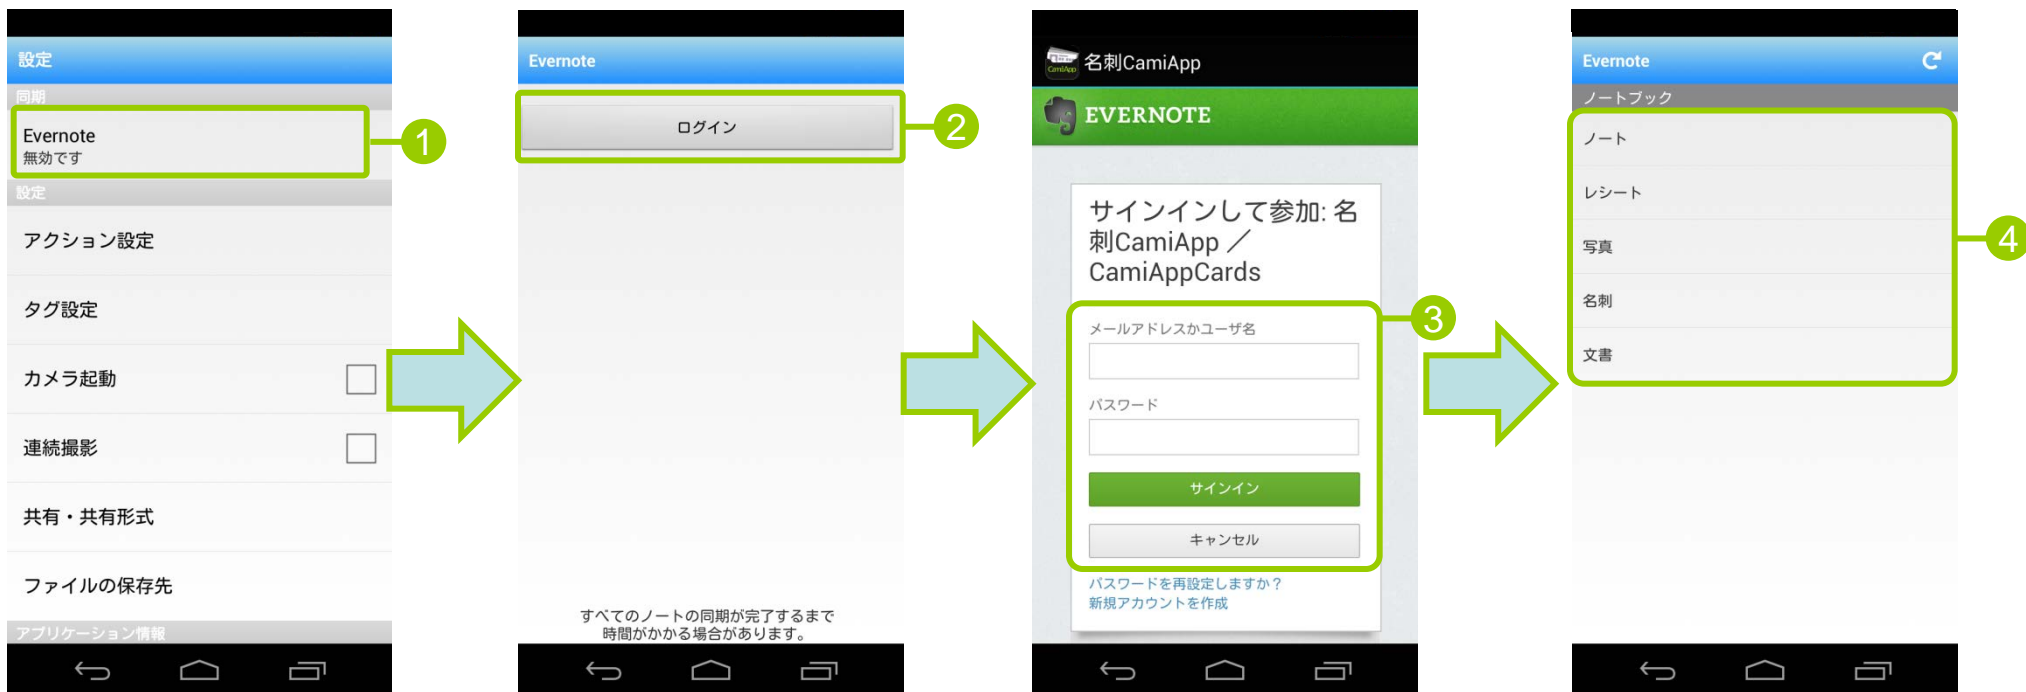 設定
同期
Evernote
無効です
1
設定
アクション設定
タグ設定
カメラ起動
連続撮影
共有・共有形式
ファイルの保存先
アプリケーション情報
Evernote
ログイン
2
すべてのノートの同期が完了するまで
時間がかかる場合があります。
CamiApp
名刺CamiApp
EVERNOTE
サインインして参加: 名
刺CamiApp ／
CamiAppCards
3
メールアドレスかユーザ名
パスワード
サインイン
キャンセル
パスワードを再設定しますか？
新規アカウントを作成
Evernote
ノートブック
ノート
レシート
写真
4
名刺
文書